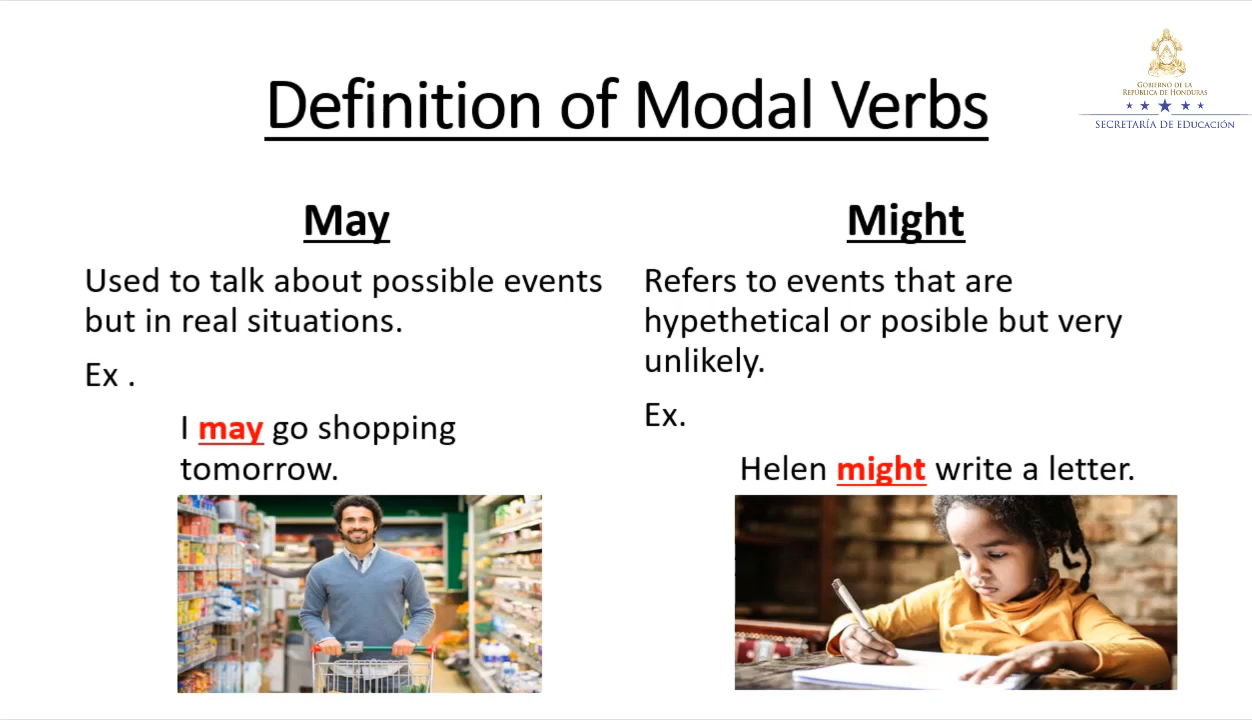 Definition of Modal Verbs
GOBIERNO DE LA
REPÚBLICA DE HONDURAS
SECRETARÍA DE EDUCACIÓN
May
Used to talk about possible events
but in real situations.
Ex .
I may go shopping
tomorrow.
Might
Refers to events that are
hypethetical or posible but very
unlikely.
Ex.
Helen might write a letter.